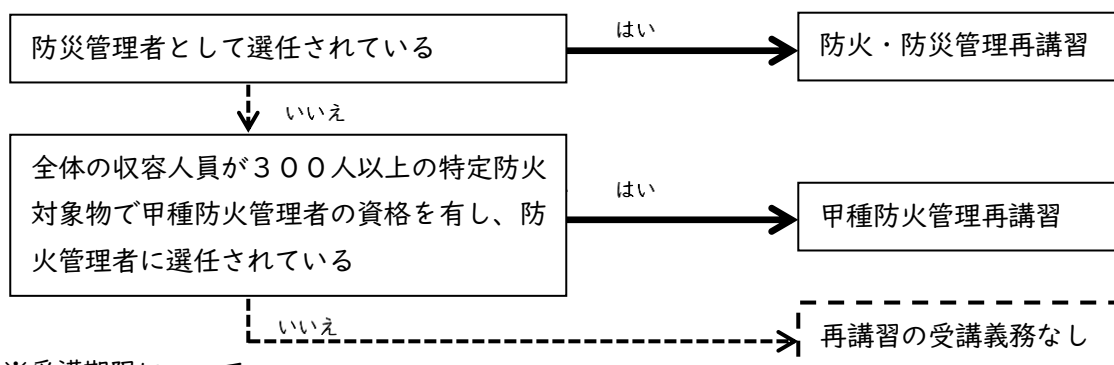 防災管理者として選任されている
はい
防火・防災管理再講習
いいえ
全体の収容人員が３００人以上の特定防火
対象物で甲種防火管理者の資格を有し、防
火管理者に選任されている
はい
甲種防火管理再講習
いいえ
再講習の受講義務なし